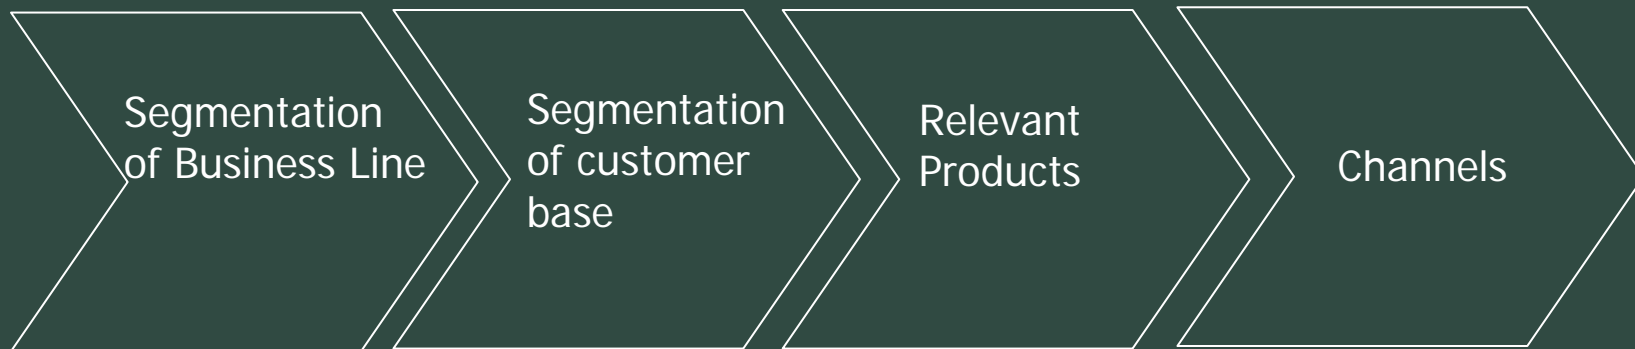 Segmentation
of Business Line
Segmentation
of customer
base
Relevant
Products
Channels